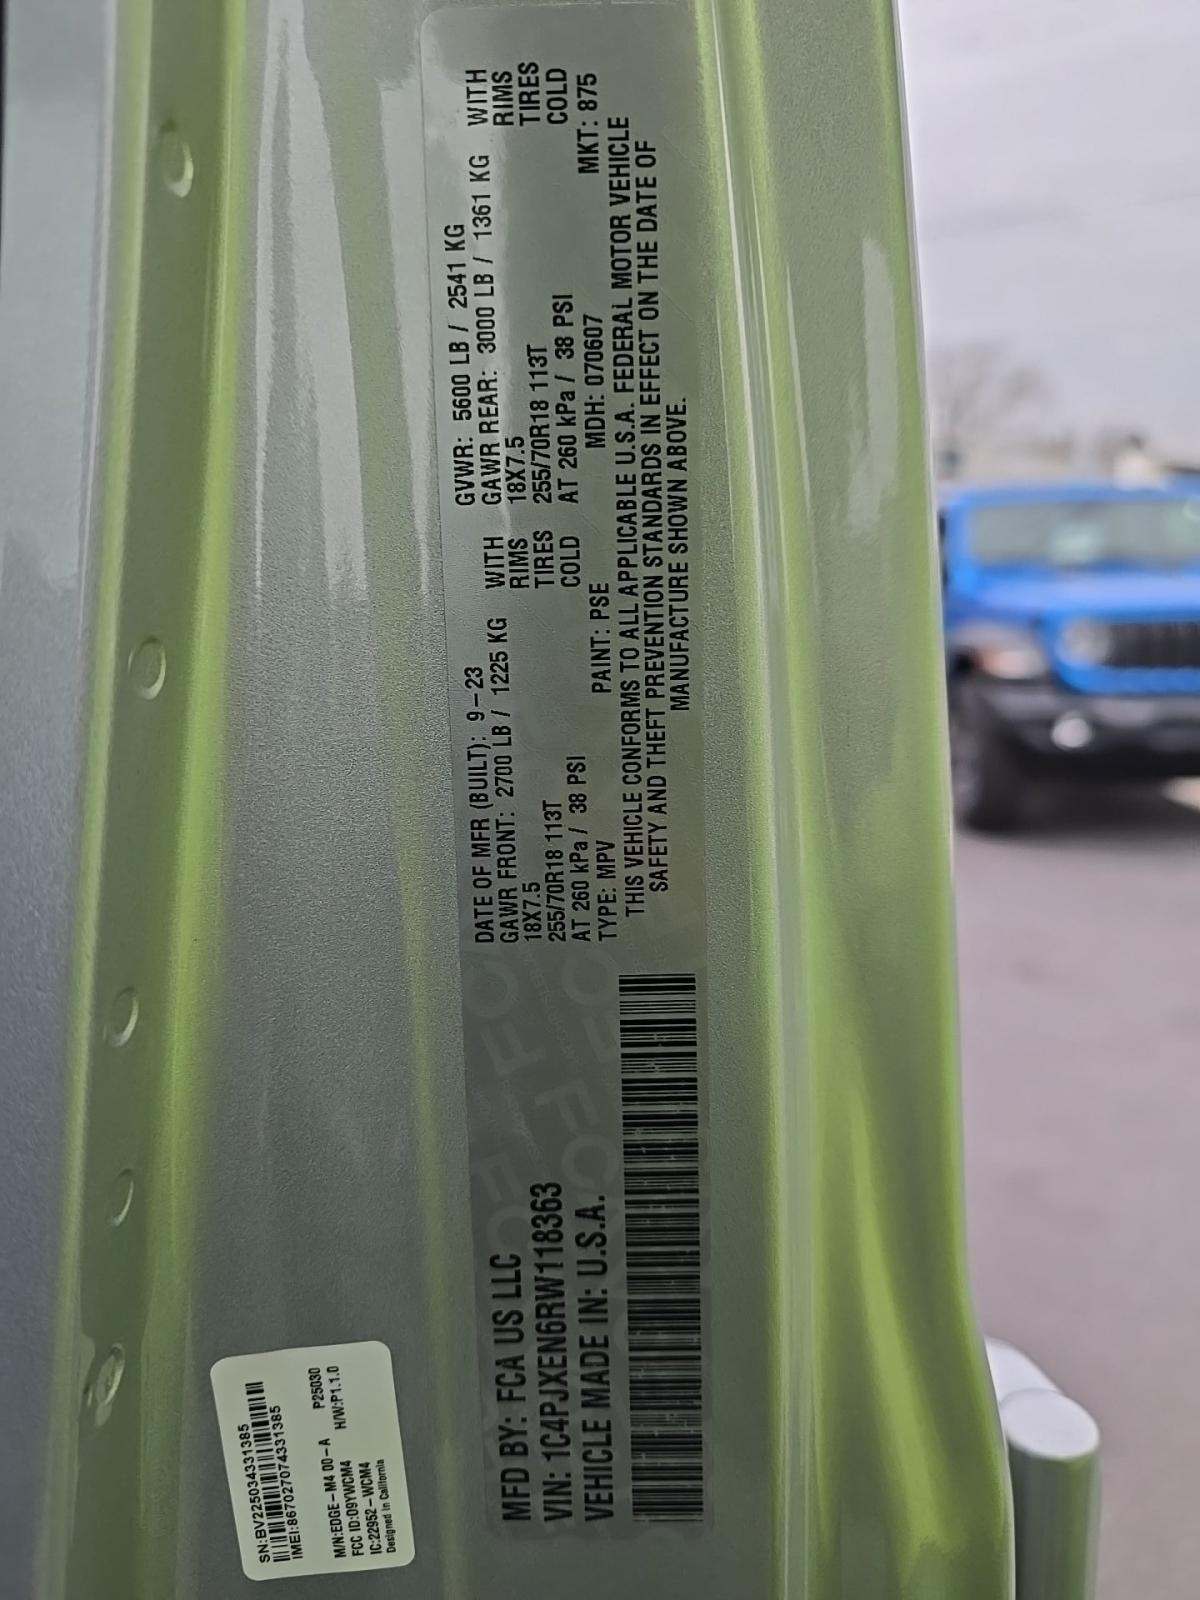 MFD BY: FCA US LLC
VIN: 1C4PJXEN6RW118363
VEHICLE MADE IN: U.S.A.
DATE OF MFR (BUILT): 9-23 GVWR: 5600 LB / 2541 KG
GAWR FRONT: 2700 LB / 1225 KG WITH GAWR REAR: 3000 LB / 1361 KG WITH
18X7.5 RIMS 18X7.5 RIMS
255/70R18 113T TIRES 255/70R18 113T TIRES
AT 260 kPa / 38 PSI COLD AT 260 kPa / 38 PSI COLD
TYPE: MPV PAINT: PSE MDH: 070607 MKT: 875
THIS VEHICLE CONFORMS TO ALL APPLICABLE U.S.A. FEDERAL MOTOR VEHICLE
SAFETY AND THEFT PREVENTION STANDARDS IN EFFECT ON THE DATE OF
MANUFACTURE SHOWN ABOVE.
SN:BV225034331385
IMEI:867027074331385
M/N:EDGE-M4 00-A P25030
FCC ID:O9YWCM4 H/W:P1.1.0
IC:22952-WCM4
Designed in California